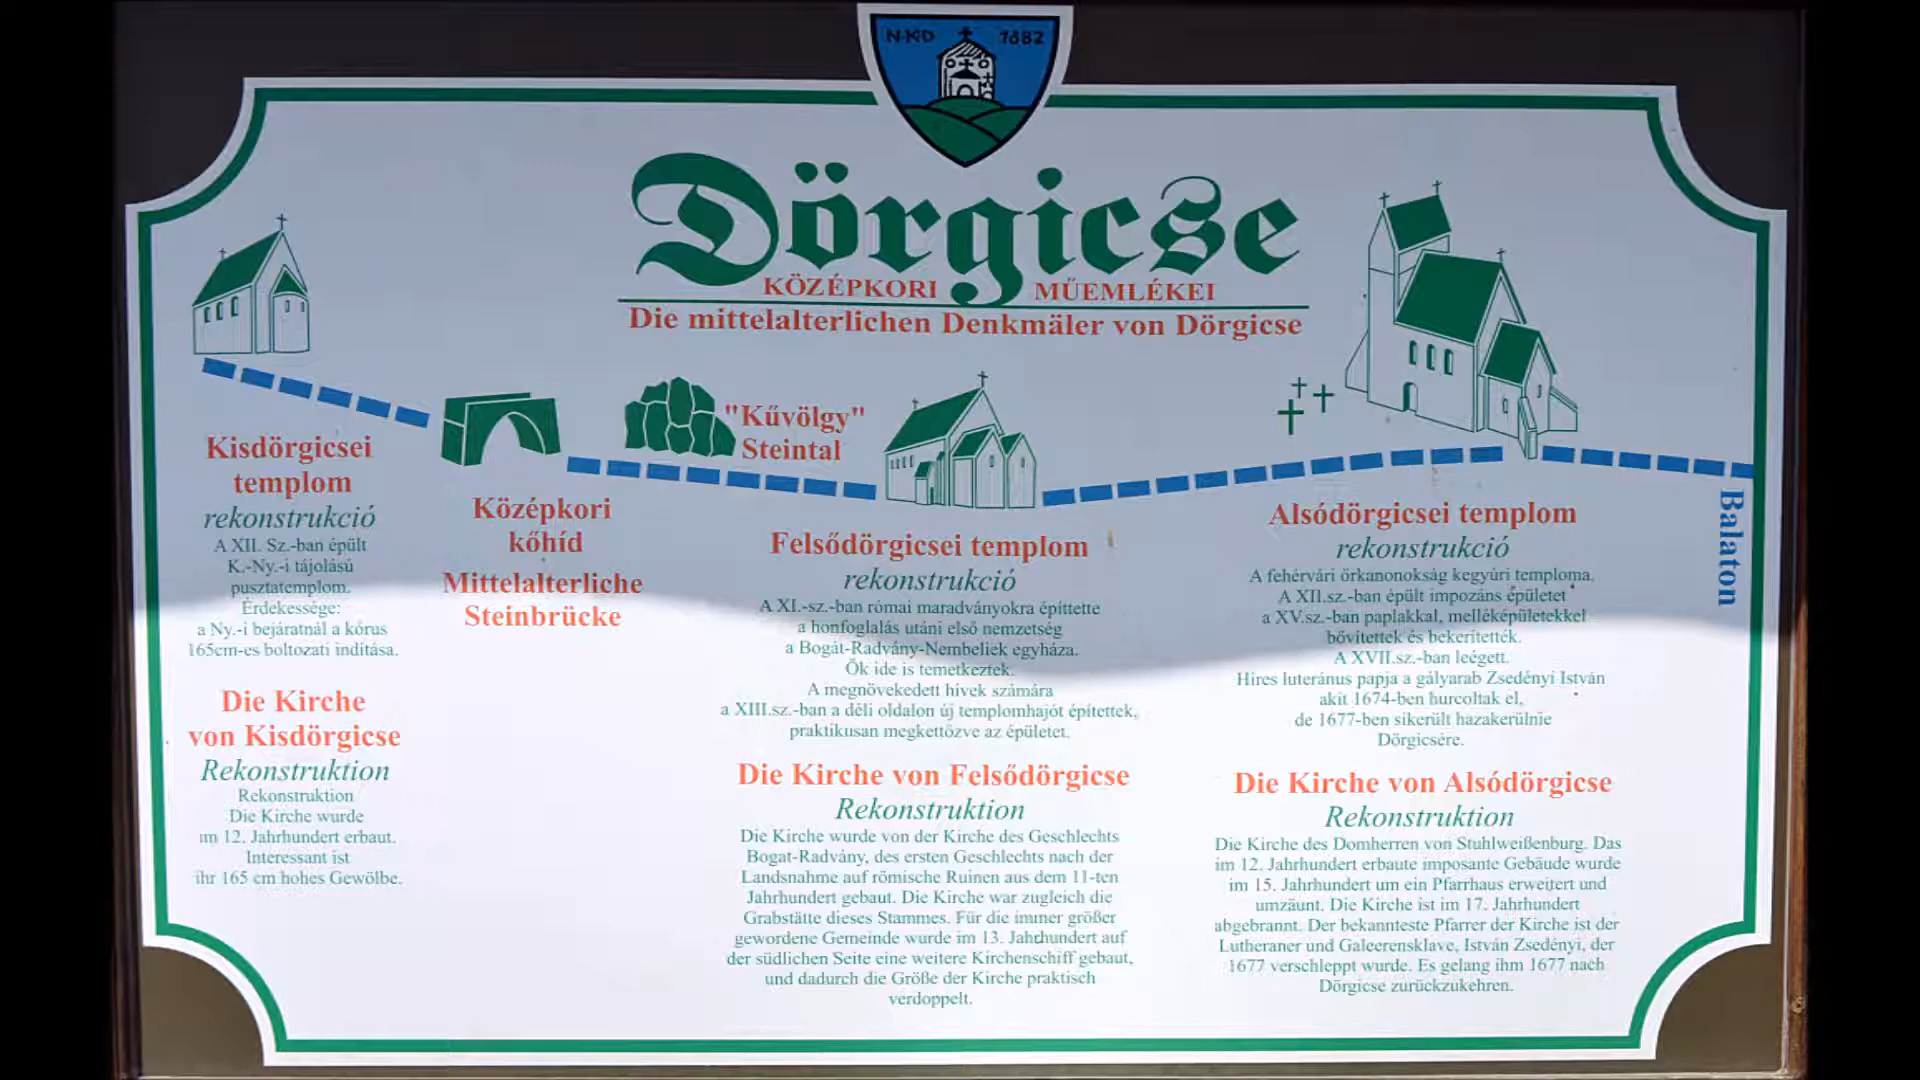 N-K-D 1682
Dörgicse
KÖZÉPKORI MŰEMLÉKEI
Die mittelalterlichen Denkmäler von Dörgicse
"Kűvölgy"
Steintal
Kisdörgicsei
templom
rekonstrukció
A XII. Sz.-ban épült
K.-Ny.-i tájolású
pusztatemplom.
Érdekessége:
a Ny.-i bejáratnál a kórus
165cm-es boltozati indítása.
Die Kirche
von Kisdörgicse
Rekonstruktion
Rekonstruktion
Die Kirche wurde
im 12. Jahrhundert erbaut.
Interessant ist
ihr 165 cm hohes Gewölbe.
Középkori
kőhíd
Mittelalterliche
Steinbrücke
Felsődörgicsei templom
rekonstrukció
A XI.-sz.-ban római maradványokra építtette
a honfoglalás utáni első nemzetség
a Bogát-Radvány-Nembeliek egyháza.
Ők ide is temetkeztek.
A megnövekedett hívek számára
a XIII.sz.-ban a déli oldalon új templomhajót építettek,
praktikusan megkettőzve az épületet.
Die Kirche von Felsődörgicse
Rekonstruktion
Die Kirche wurde von der Kirche des Geschlechts
Bogat-Radvány, des ersten Geschlechts nach der
Landsnahme auf römische Ruinen aus dem 11-ten
Jahrhundert gebaut. Die Kirche war zugleich die
Grabstätte dieses Stammes. Für die immer größer
gewordene Gemeinde wurde im 13. Jahrhundert auf
der südlichen Seite eine weitere Kirchenschiff gebaut,
und dadurch die Größe der Kirche praktisch
verdoppelt.
Alsódörgicsei templom
rekonstrukció
A fehérvári őrkanonokság kegyúri temploma.
A XII.sz.-ban épült impozáns épületet
a XV.sz.-ban paplakkal, melléképületekkel
bővítettek és bekerítették.
A XVII.sz.-ban leégett.
Híres luteránus papja a gályarab Zsedényi István
akit 1674-ben hurcoltak el,
de 1677-ben sikerült hazakerülnie
Dörgicsére.
Die Kirche von Alsódörgicse
Rekonstruktion
Die Kirche des Domherren von Stuhlweißenburg. Das
im 12. Jahrhundert erbaute imposante Gebäude wurde
im 15. Jahrhundert um ein Pfarrhaus erweitert und
umzäunt. Die Kirche ist im 17. Jahrhundert
abgebrannt. Der bekannteste Pfarrer der Kirche ist der
Lutheraner und Galeerensklave, István Zsedényi, der
1677 verschleppt wurde. Es gelang ihm 1677 nach
Dörgicse zurückzukehren.
Balaton